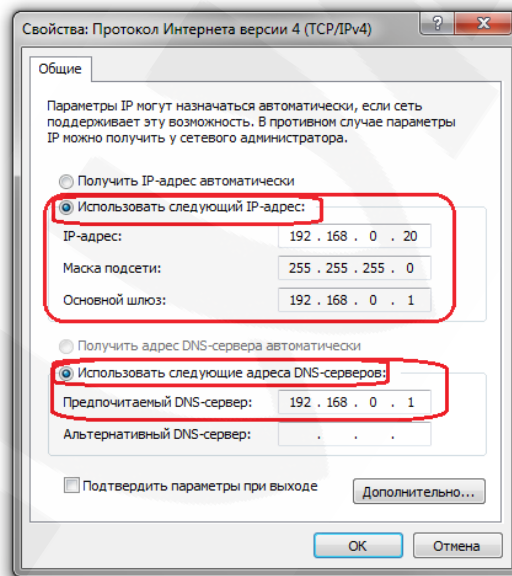 Свойства: Протокол Интернета версии 4 (TCP/IPv4)
Общие
Параметры IP могут назначаться автоматически, если сеть
поддерживает эту возможность. В противном случае параметры
IP можно получить у сетевого администратора.
Получить IP-адрес автоматически
Использовать следующий IP-адрес:
IP-адрес: 192 . 168 . 0 . 20
Маска подсети: 255 . 255 . 255 . 0
Основной шлюз: 192 . 168 . 0 . 1
Получить адрес DNS-сервера автоматически
Использовать следующие адреса DNS-серверов:
Предпочитаемый DNS-сервер: 192 . 168 . 0 . 1
Альтернативный DNS-сервер: . . .
Подтвердить параметры при выходе
Дополнительно...
ОК Отмена